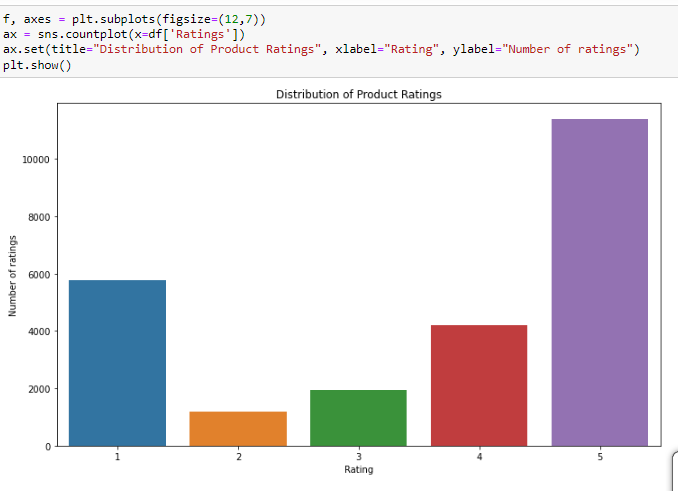 f, axes = plt.subplots(figsize=(12,7))
ax = sns.countplot(x=df['Ratings'])
ax.set(title="Distribution of Product Ratings", xlabel="Rating", ylabel="Number of ratings")
plt.show()
Distribution of Product Ratings
10000
8000
6000
4000
2000
0
Number of ratings
1 2 3 4 5
Rating